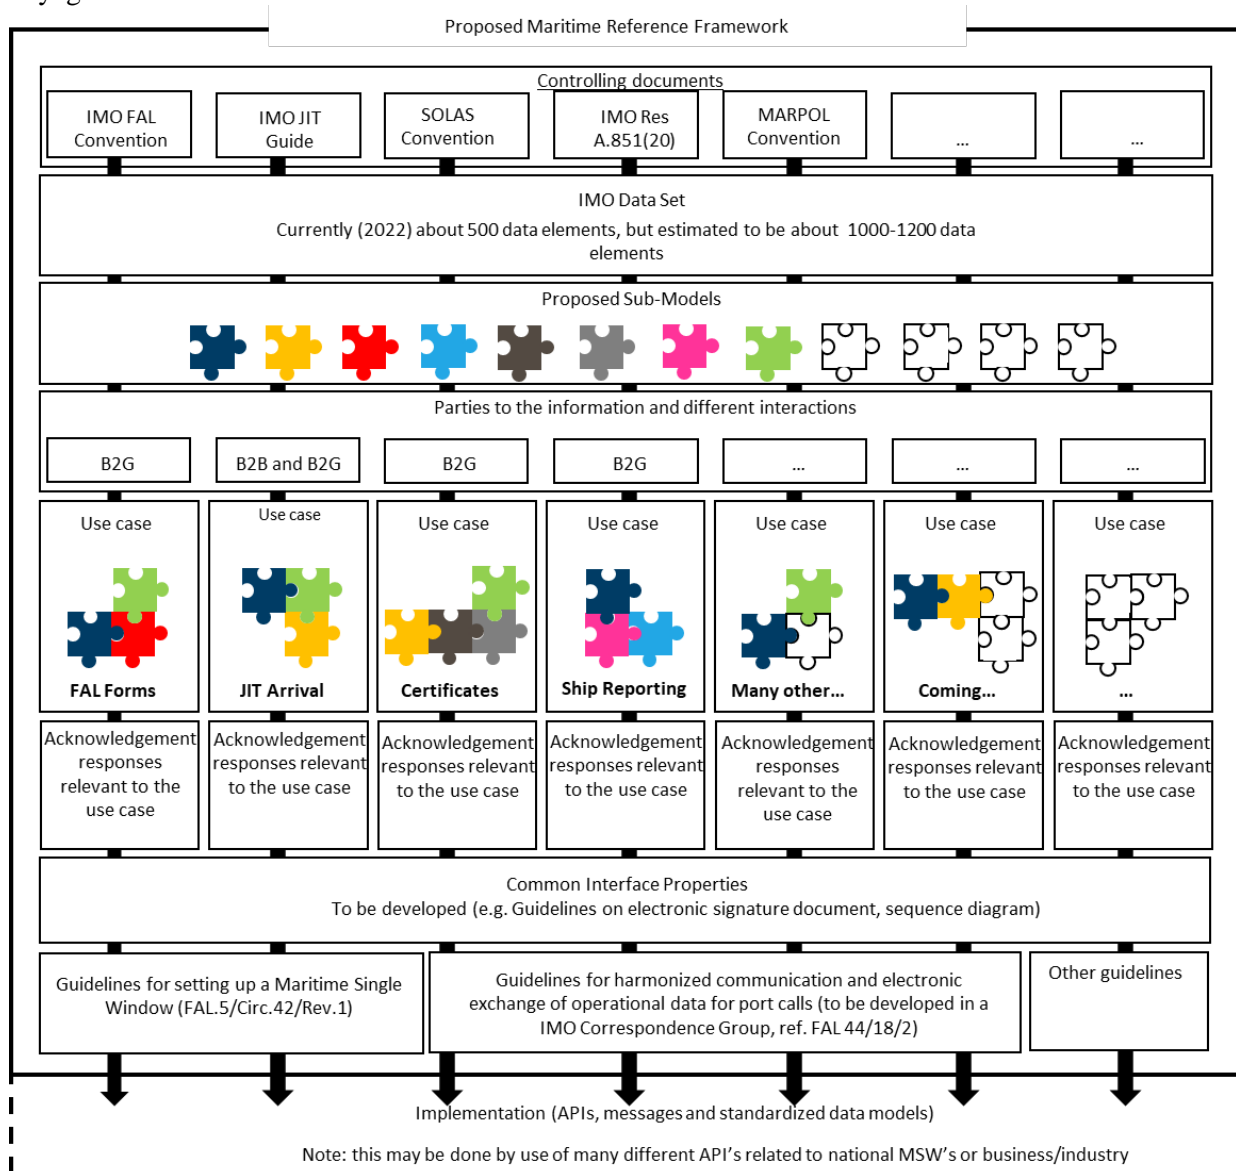 Proposed Maritime Reference Framework
Controlling documents
IMO FAL
Convention
IMO JIT
Guide
SOLAS
Convention
IMO Res
A.851(20)
MARPOL
Convention
...
...
IMO Data Set
Currently (2022) about 500 data elements, but estimated to be about 1000-1200 data
elements
Proposed Sub-Models
Parties to the information and different interactions
B2G
B2B and B2G
B2G
B2G
...
...
...
Use case
FAL Forms
Use case
JIT Arrival
Use case
Certificates
Use case
Ship Reporting
Use case
Many other...
Use case
Coming...
Use case
...
Acknowledgement
responses
relevant to the
use case
Acknowledgement
responses relevant
to the use case
Acknowledgement
responses relevant
to the use case
Acknowledgement
responses relevant
to the use case
Acknowledgement
responses
relevant to the
use case
Acknowledgement
responses relevant
to the use case
Acknowledgement
responses relevant
to the use case
Common Interface Properties
To be developed (e.g. Guidelines on electronic signature document, sequence diagram)
Guidelines for setting up a Maritime Single
Window (FAL.5/Circ.42/Rev.1)
Guidelines for harmonized communication and electronic
exchange of operational data for port calls (to be developed in a
IMO Correspondence Group, ref. FAL 44/18/2)
Other guidelines
Implementation (APIs, messages and standardized data models)
Note: this may be done by use of many different API's related to national MSW's or business/industry